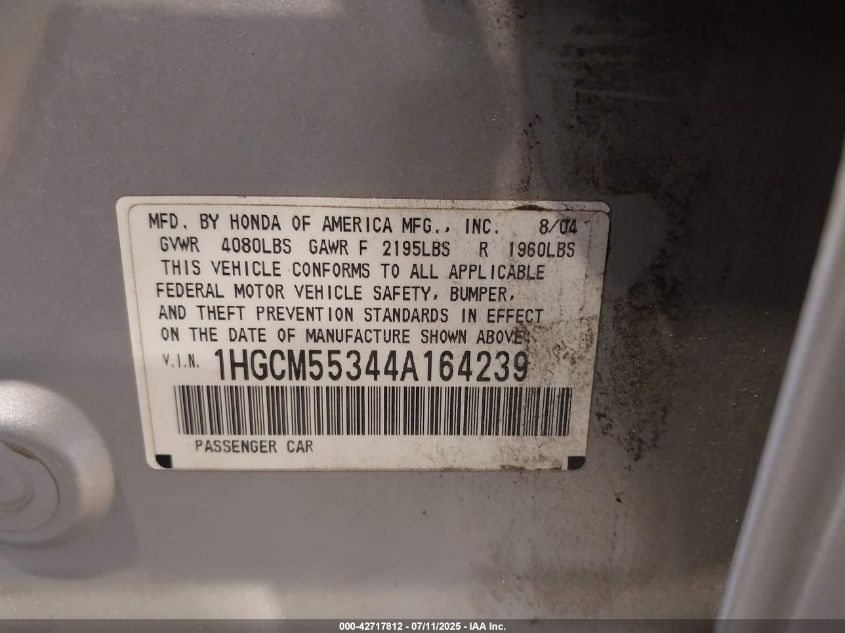 MFD. BY HONDA OF AMERICA MFG., INC. 8/04
GVWR 4080LBS GAWR F 2195LBS R 1960LBS
THIS VEHICLE CONFORMS TO ALL APPLICABLE
FEDERAL MOTOR VEHICLE SAFETY, BUMPER,
AND THEFT PREVENTION STANDARDS IN EFFECT
ON THE DATE OF MANUFACTURE SHOWN ABOVE.
V.I.N. 1HGCM55344A164239
PASSENGER CAR
000-42717812 - 07/11/2025 - IAA Inc.